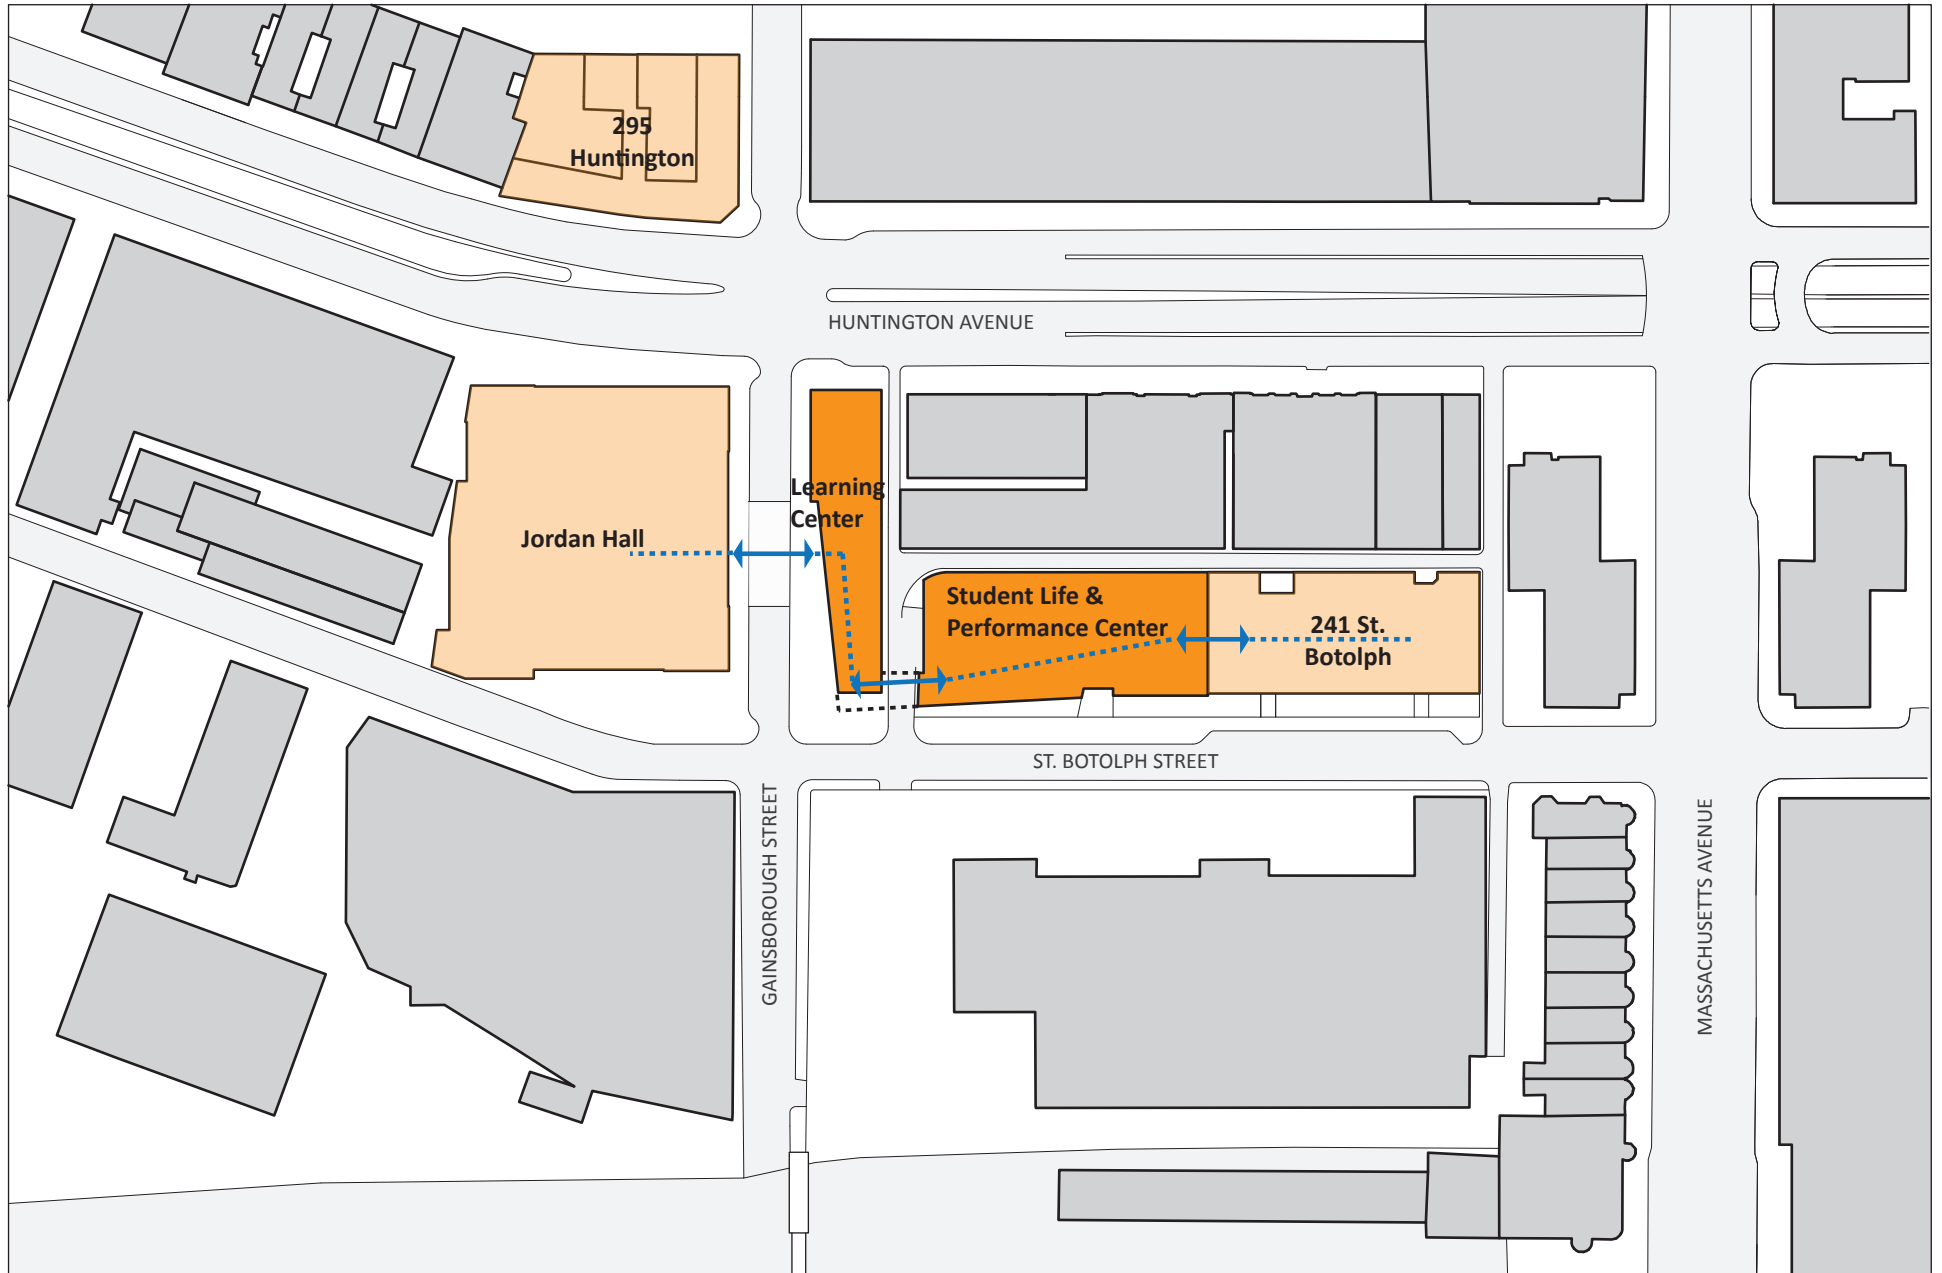 295
Huntington
HUNTINGTON AVENUE
Learning
Center
Jordan Hall
Student Life &
Performance Center
241 St.
Botolph
ST. BOTOLPH STREET
GAINSBOROUGH STREET
MASSACHUSETTS AVENUE